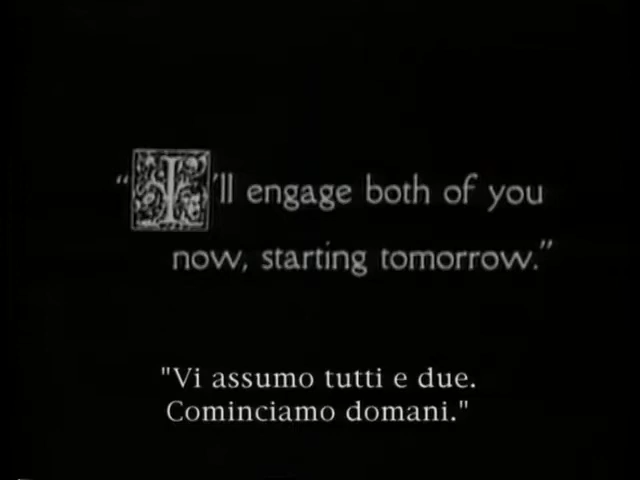 “I'll engage both of you
now, starting tomorrow.”
"Vi assumo tutti e due.
Cominciamo domani."